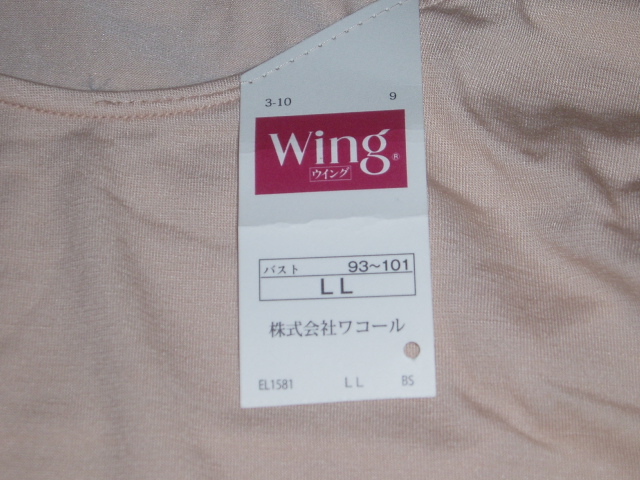 3-10 9
Wing®
ウイング
バスト 93～101
LL
株式会社ワコール
EL1581 LL BS